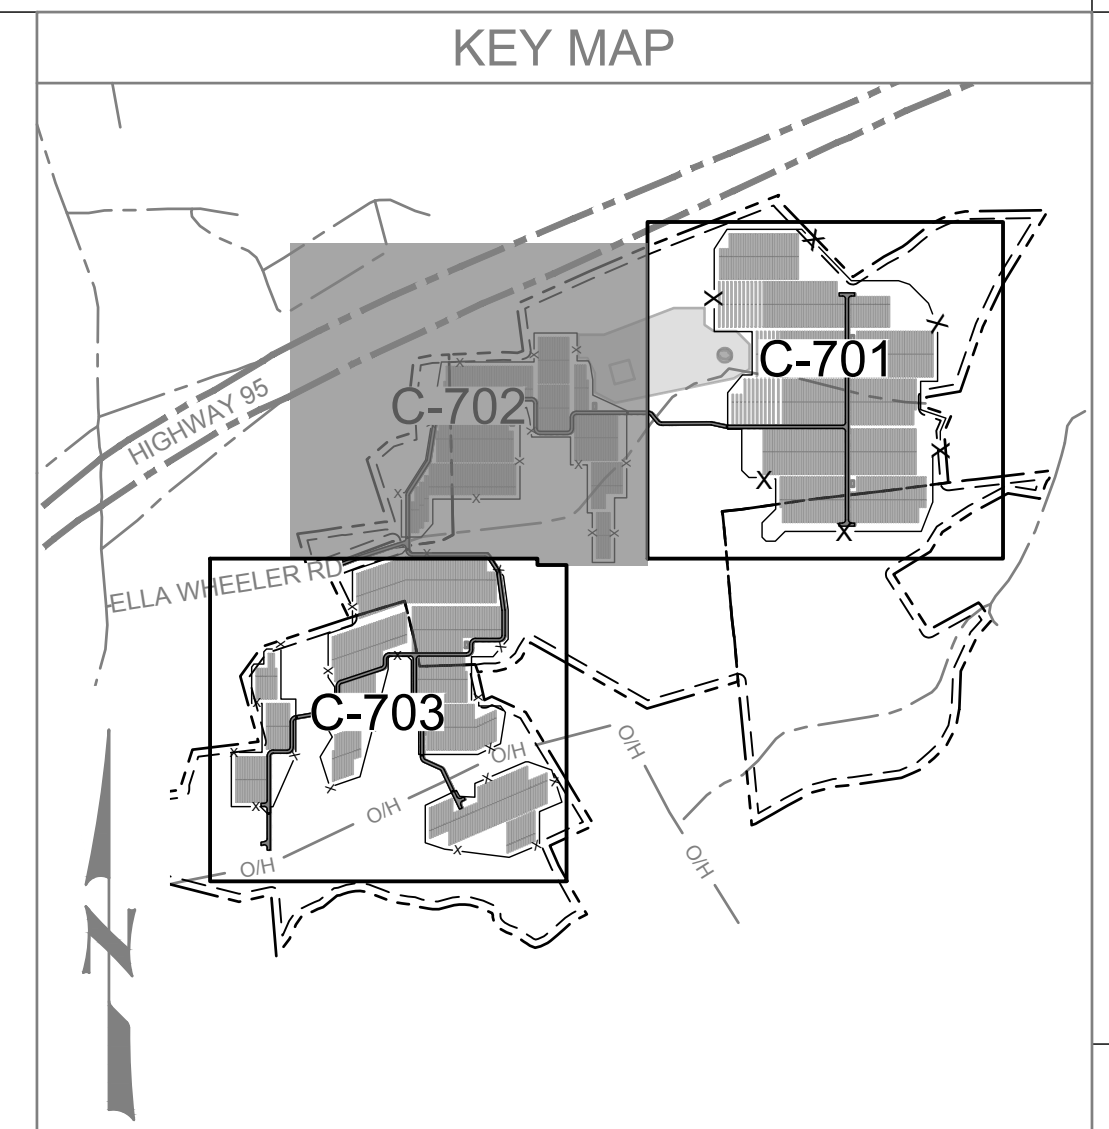 KEY MAP
C-701
HIGHWAY 95
C-702
ELLA WHEELER RD
C-703
O/H
O/H
O/H
O/H
O/H
N